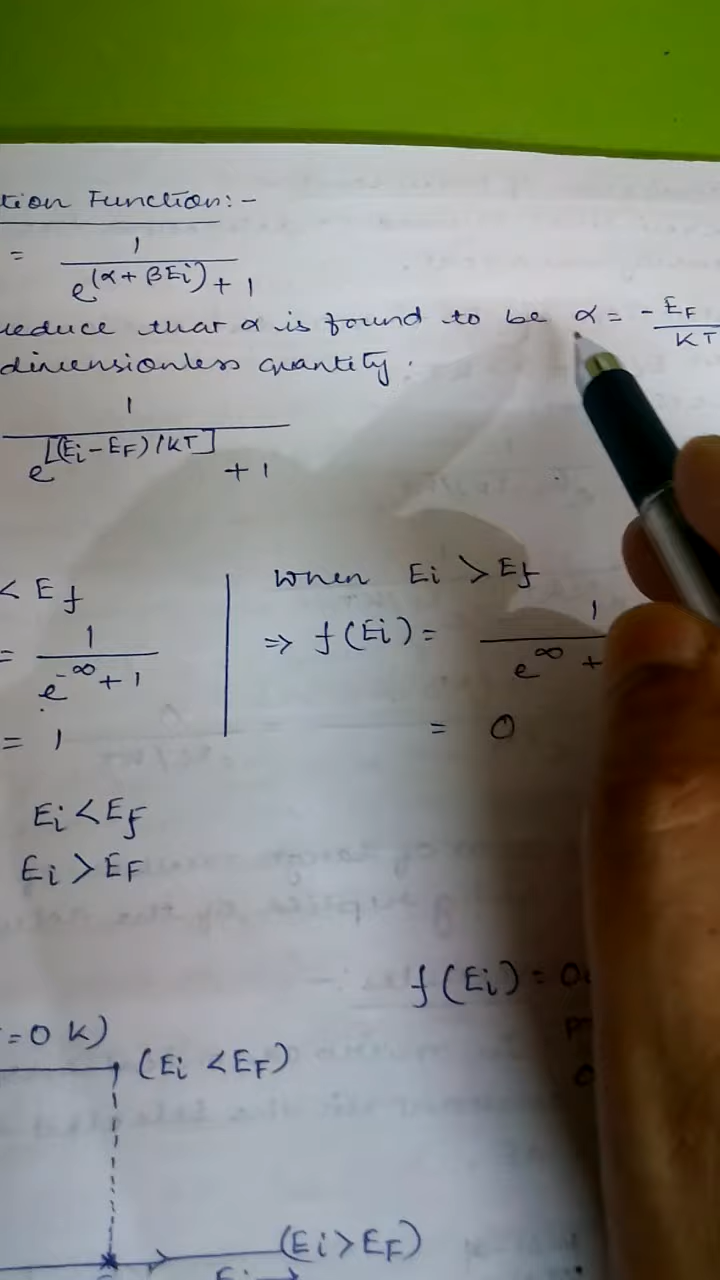 tion Function:-
= 1 / e^(α + βEi) + 1
reduce that α is found to be α = - EF / KT
dimensionless quantity.
1 / e^[(Ei - EF) / KT] + 1
< Ef
= 1 / e^-∞ + 1
= 1
When Ei > Ef
⇒ f(Ei) = 1 / e^∞ +
= 0
Ei < Ef
Ei > EF
f(Ei) =
= 0 K)
(Ei < EF)
(Ei > EF)